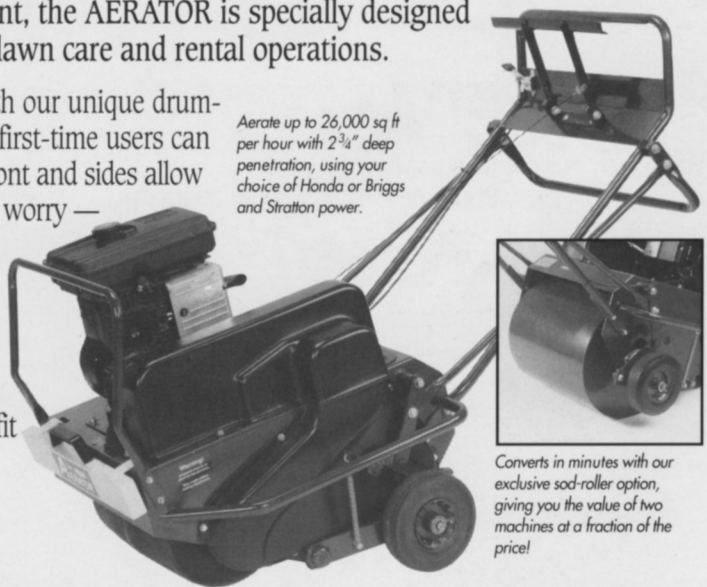 nt, the AERATOR is specially designed
lawn care and rental operations.
h our unique drum-
first-time users can
ont and sides allow
worry —
fit
Aerate up to 26,000 sq ft
per hour with 2 3/4" deep
penetration, using your
choice of Honda or Briggs
and Stratton power.
Warning!
Converts in minutes with our
exclusive sod-roller option,
giving you the value of two
machines at a fraction of the
price!